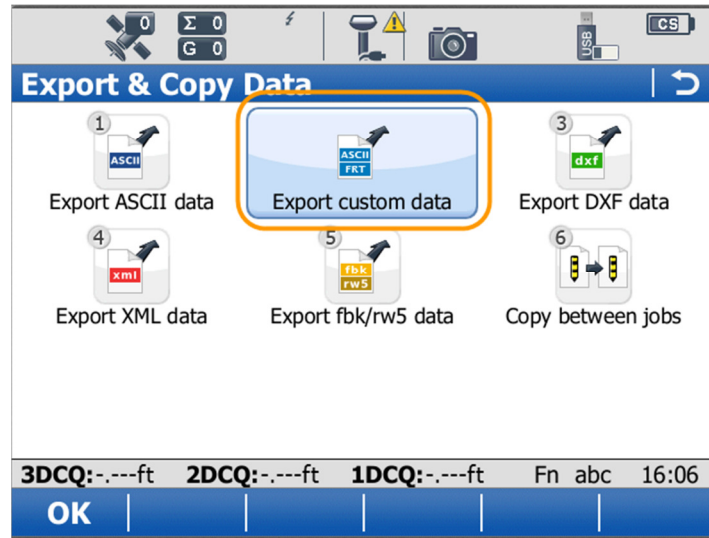 0 Σ 0 CS
G 0 USB
Export & Copy Data
1 3
ASCII ASCII FRT dxf
Export ASCII data Export custom data Export DXF data
4 5 6
xml fbk rw5
Export XML data Export fbk/rw5 data Copy between jobs
3DCQ:-.---ft 2DCQ:-.---ft 1DCQ:-.---ft Fn abc 16:06
OK